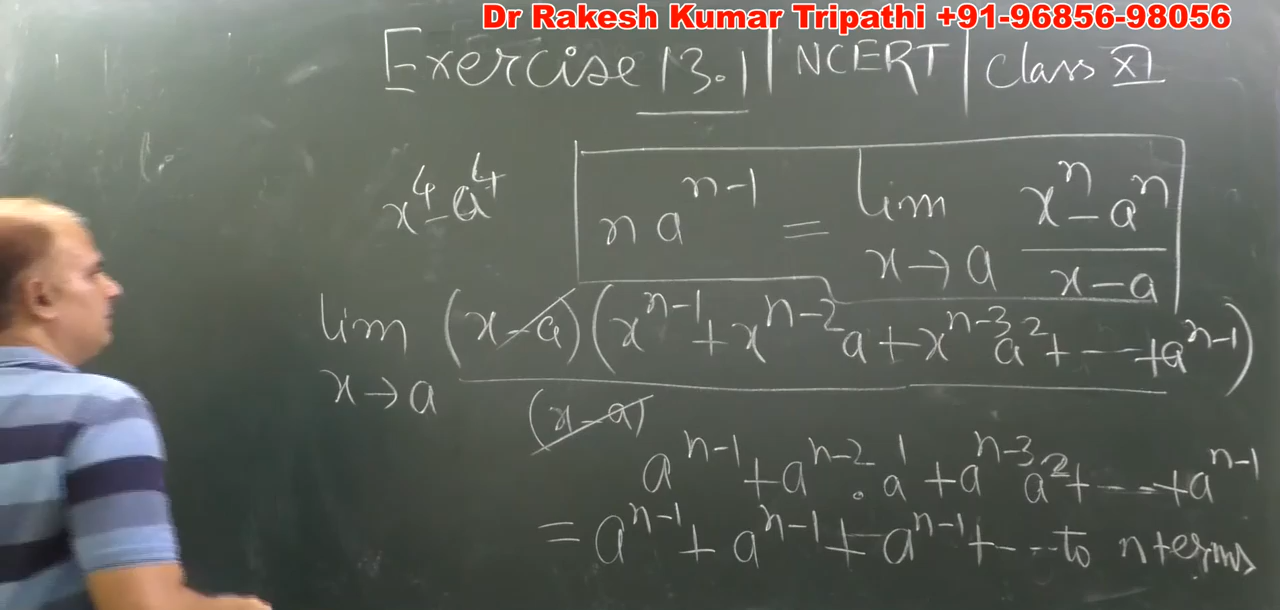 Dr Rakesh Kumar Tripathi +91-96856-98056
Exercise 13.1 | NCERT | Class XI
x⁴-a⁴
n a^(n-1) = lim x→a (xⁿ-aⁿ)/(x-a)
lim x→a (x-a)(x^(n-1)+x^(n-2)a+x^(n-3)a²+---+a^(n-1))
(x-a)
a^(n-1)+a^(n-2).a¹+a^(n-3)a²+---+a^(n-1)
= a^(n-1)+a^(n-1)+a^(n-1)+---to n terms